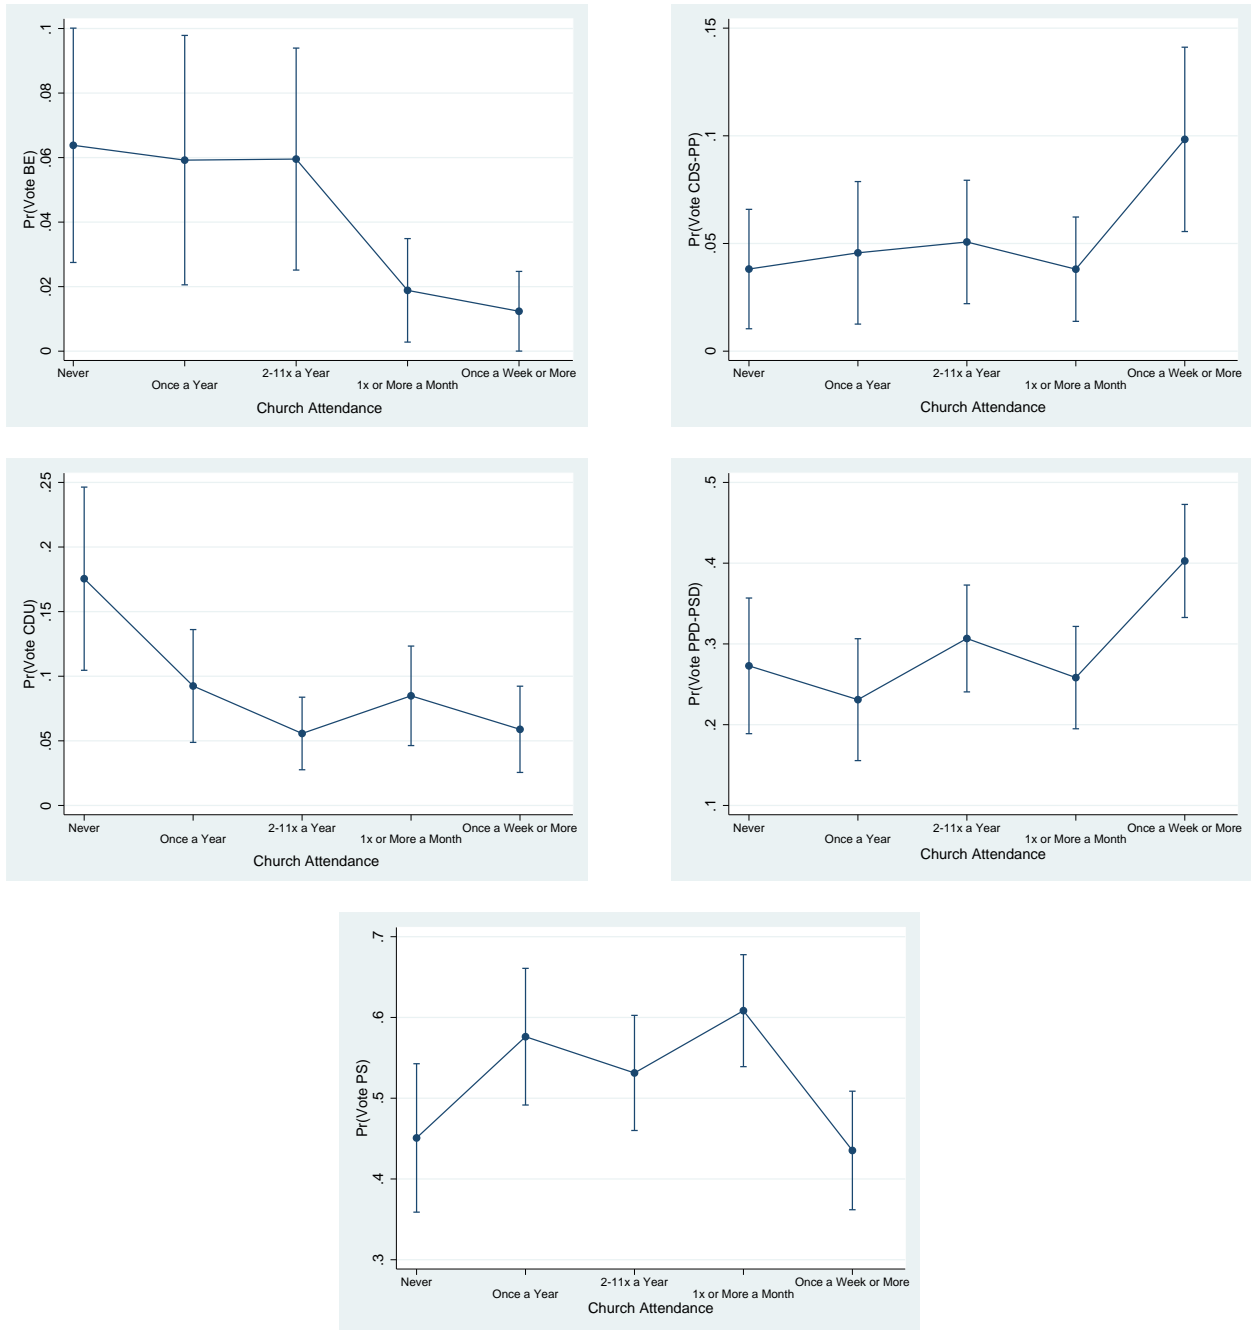 Pr(Vote BE)
.1
.08
.06
.04
.02
0
Never
Once a Year
2-11x a Year
1x or More a Month
Once a Week or More
Church Attendance
Pr(Vote CDS-PP)
.15
.1
.05
0
Never
Once a Year
2-11x a Year
1x or More a Month
Once a Week or More
Church Attendance
Pr(Vote CDU)
.25
.2
.15
.1
.05
0
Never
Once a Year
2-11x a Year
1x or More a Month
Once a Week or More
Church Attendance
Pr(Vote PPD-PSD)
.5
.4
.3
.2
.1
Never
Once a Year
2-11x a Year
1x or More a Month
Once a Week or More
Church Attendance
Pr(Vote PS)
.7
.6
.5
.4
.3
Never
Once a Year
2-11x a Year
1x or More a Month
Once a Week or More
Church Attendance